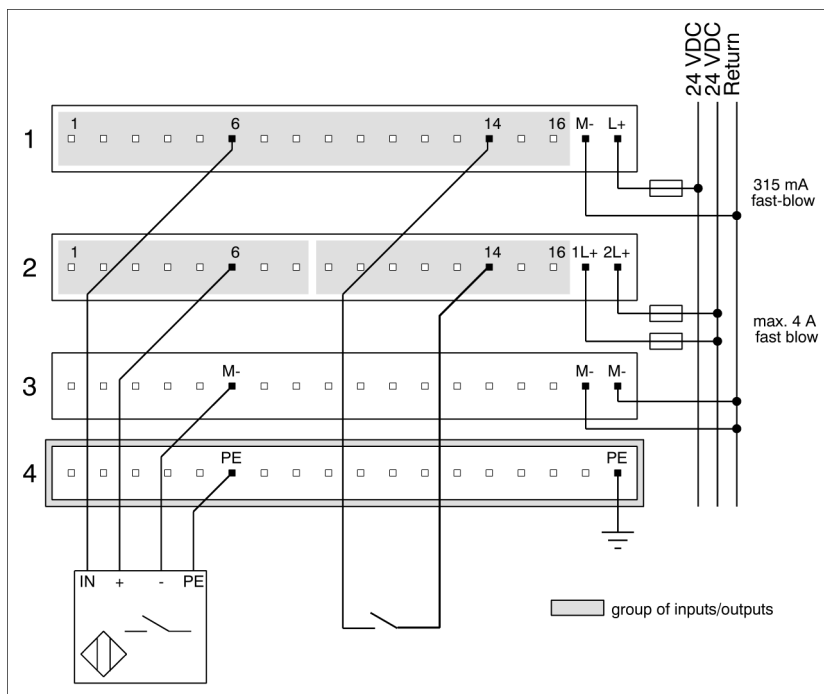 24 VDC
24 VDC
Return
1
1 6 14 16 M- L+
315 mA
fast-blow
2
1 6 14 16 1L+ 2L+
max. 4 A
fast blow
3
M- M- M-
4
PE PE
IN + - PE
group of inputs/outputs